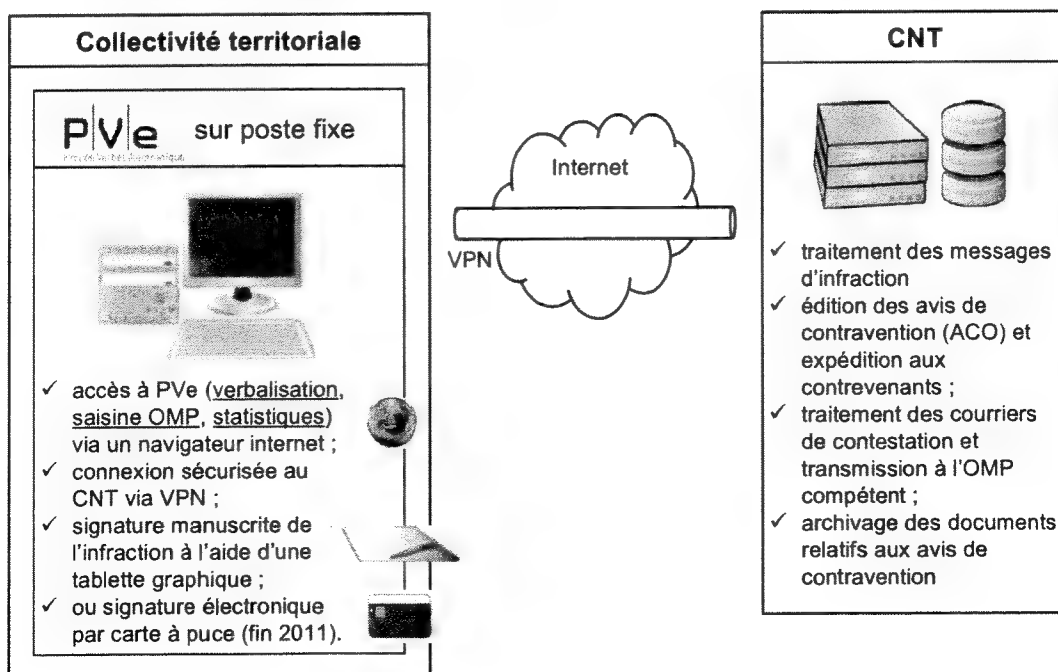 Collectivité territoriale
P|V|e sur poste fixe
✓ accès à PVe (verbalisation,
saisine OMP, statistiques)
via un navigateur internet ;
✓ connexion sécurisée au
CNT via VPN ;
✓ signature manuscrite de
l'infraction à l'aide d'une
tablette graphique ;
✓ ou signature électronique
par carte à puce (fin 2011).
Internet
VPN
CNT
✓ traitement des messages
d'infraction
✓ édition des avis de
contravention (ACO) et
expédition aux
contrevenants ;
✓ traitement des courriers
de contestation et
transmission à l'OMP
compétent ;
✓ archivage des documents
relatifs aux avis de
contravention